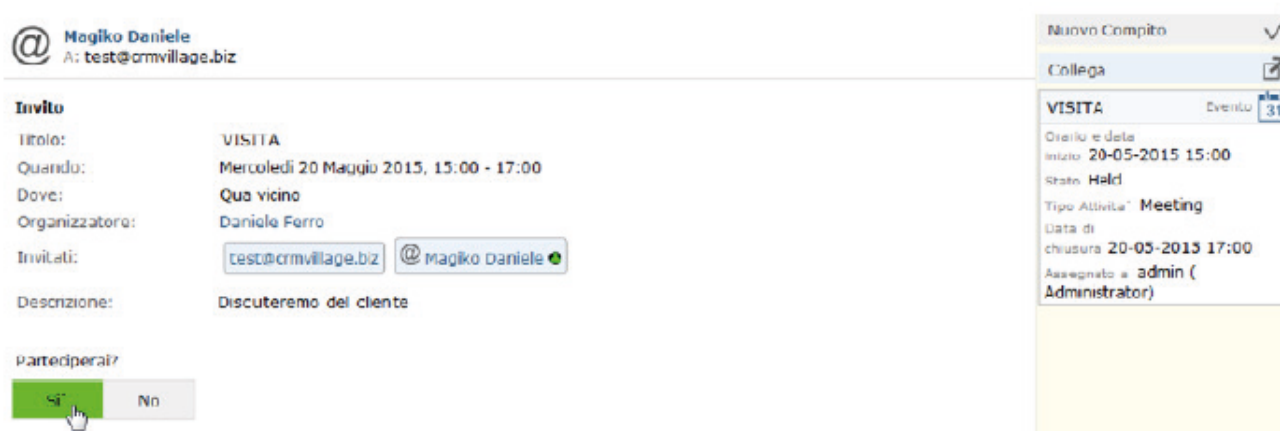 @ Magiko Daniele
A: test@crmvillage.biz
Invito
Titolo: VISITA
Quando: Mercoledì 20 Maggio 2015, 15:00 - 17:00
Dove: Qua vicino
Organizzatore: Daniele Ferro
Invitati: test@crmvillage.biz @ Magiko Daniele
Descrizione: Discuteremo del cliente
Parteciperai?
Si' No
Nuovo Compito
Collega
VISITA Evento 31
Orario e data
inizio 20-05-2015 15:00
Stato Held
Tipo Attivita' Meeting
Data di
chiusura 20-05-2015 17:00
Assegnato a admin (
Administrator)